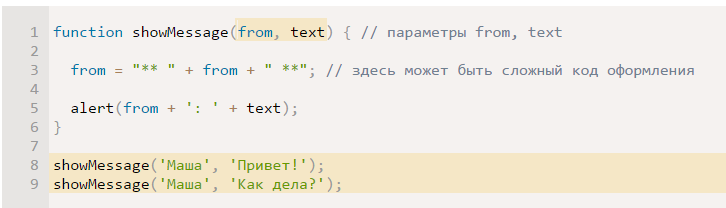 1 function showMessage(from, text) { // параметры from, text
2
3   from = "** " + from + " **"; // здесь может быть сложный код оформления
4
5   alert(from + ': ' + text);
6 }
7
8 showMessage('Маша', 'Привет!');
9 showMessage('Маша', 'Как дела?');